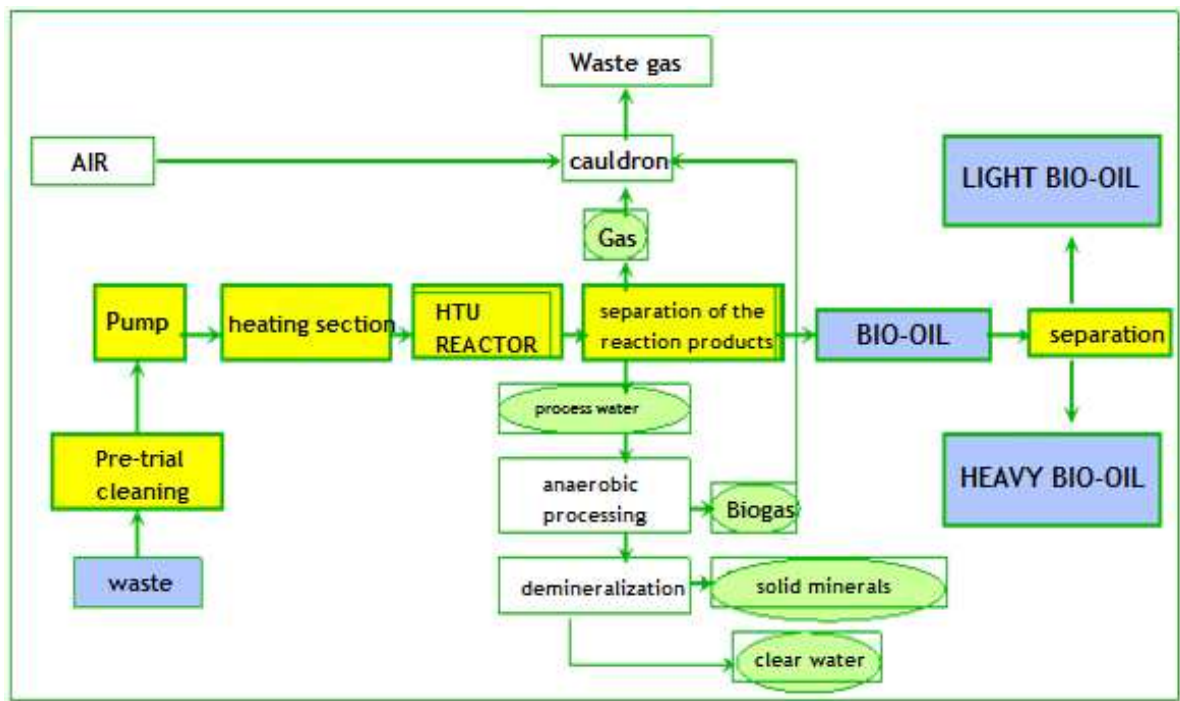 Waste gas
AIR
cauldron
LIGHT BIO-OIL
Gas
Pump
heating section
HTU
REACTOR
separation of the
reaction products
BIO-OIL
separation
process water
Pre-trial
cleaning
anaerobic
processing
Biogas
HEAVY BIO-OIL
waste
demineralization
solid minerals
clear water